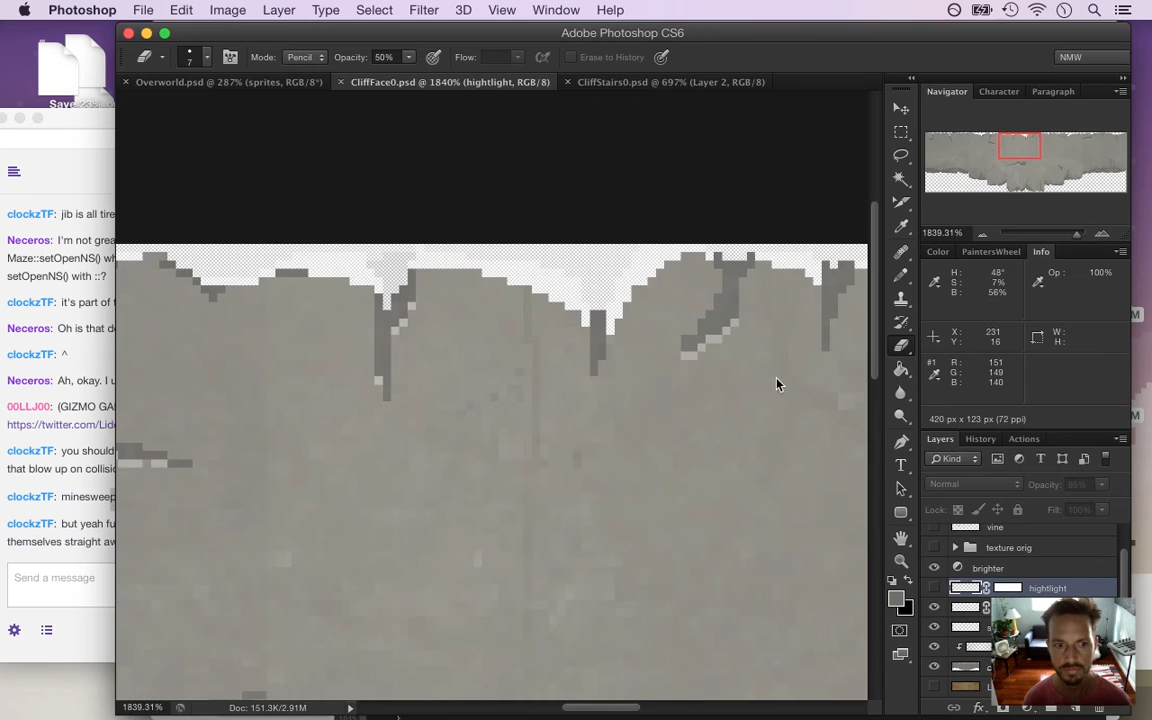 Photoshop File Edit Image Layer Type Select Filter 3D View Window Help
Adobe Photoshop CS6
7 Mode: Pencil Opacity: 50% Flow: Erase to History NMW
× Overworld.psd @ 287% (sprites, RGB/8*) × CliffFace0.psd @ 1840% (hightlight, RGB/8) × CliffStairs0.psd @ 697% (Layer 2, RGB/8)
Navigator Character Paragraph
1839.31%
Color PaintersWheel Info
H: 48°
S: 7%
B: 56%
Op: 100%
X: 231
Y: 16
W:
H:
#1 R: 151
G: 149
B: 140
420 px x 123 px (72 ppi)
Layers History Actions
Kind
Normal Opacity: 95%
Lock: Fill: 100%
vine
texture orig
brighter
hightlight
clockzTF: jib is all tire
Neceros: I'm not grea
Maze::setOpenNS() w
setOpenNS() with ::?
clockzTF: it's part of t
Neceros: Oh is that d
clockzTF: ^
Neceros: Ah, okay. I u
00LLJ00: (GIZMO GA
https://twitter.com/Lid
clockzTF: you should
that blow up on collisi
clockzTF: minesweep
clockzTF: but yeah fu
themselves straight aw
Send a message
1839.31% Doc: 151.3K/2.91M